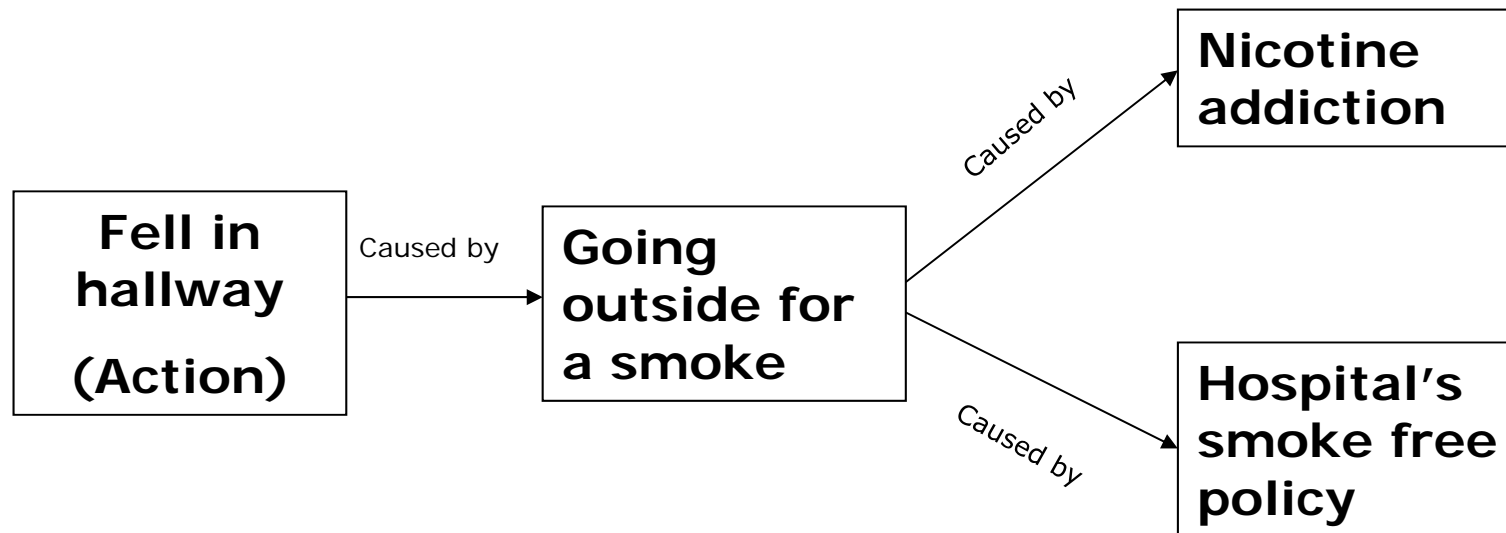 Fell in
hallway
(Action)
Caused by
Going
outside for
a smoke
Caused by
Nicotine
addiction
Caused by
Hospital’s
smoke free
policy